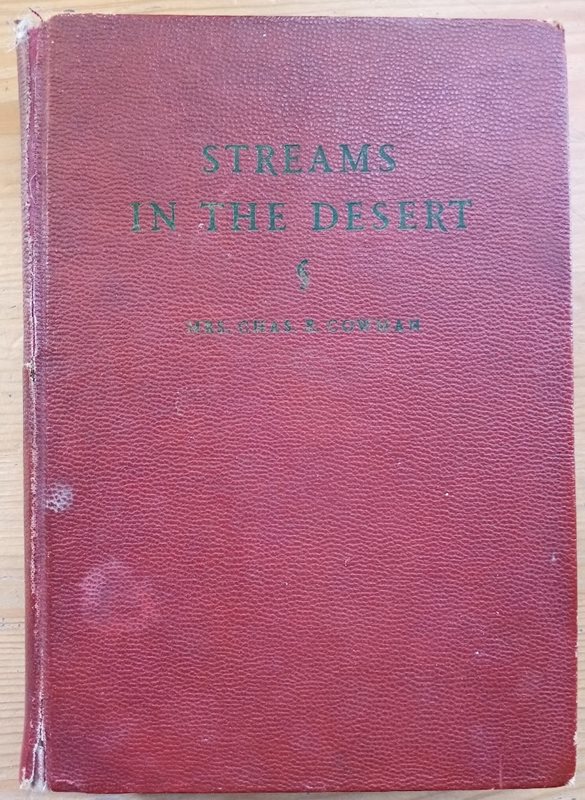 STREAMS
IN THE DESERT
MRS. CHAS. E. COWMAN